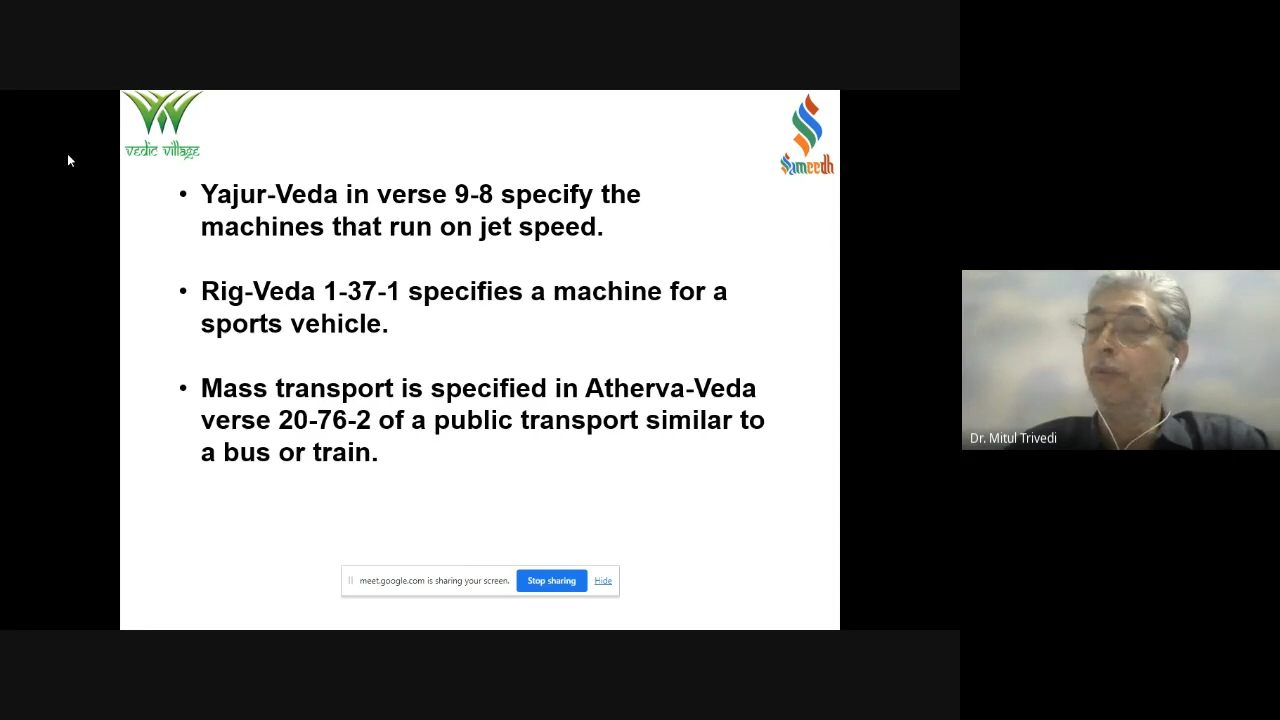 vedic village
Sameedh
• Yajur-Veda in verse 9-8 specify the
machines that run on jet speed.
• Rig-Veda 1-37-1 specifies a machine for a
sports vehicle.
• Mass transport is specified in Atherva-Veda
verse 20-76-2 of a public transport similar to
a bus or train.
meet.google.com is sharing your screen. Stop sharing Hide
Dr. Mitul Trivedi